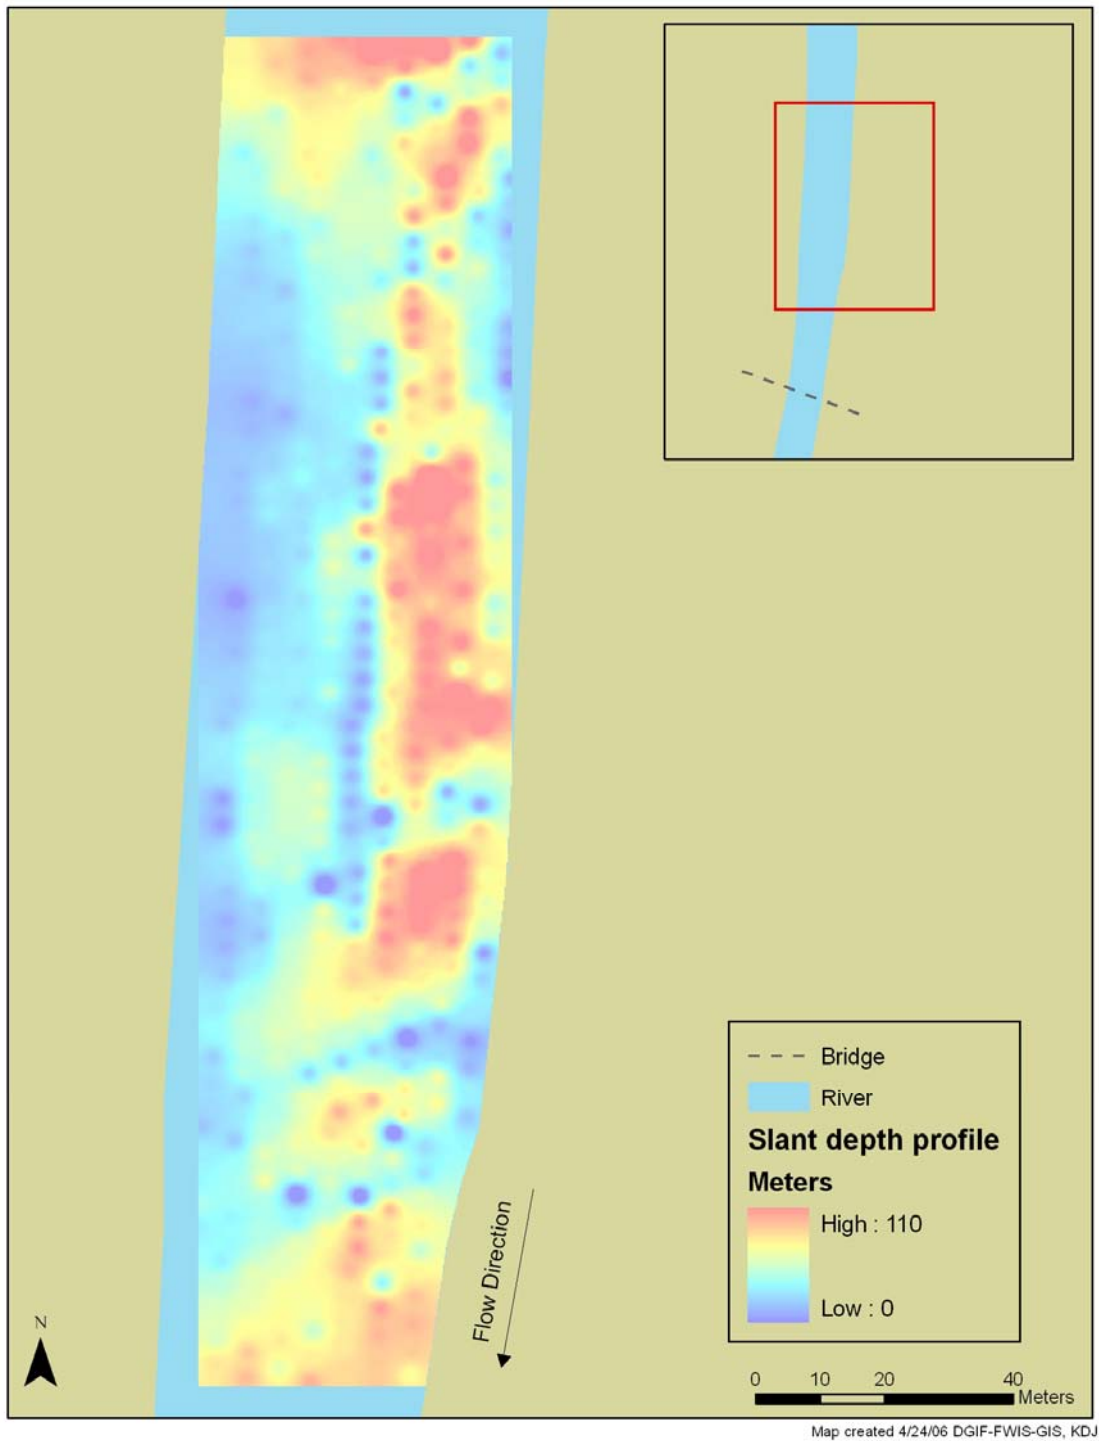 Bridge
River
Slant depth profile
Meters
High : 110
Low : 0
Flow Direction
N
0 10 20 40
Meters
Map created 4/24/06 DGIF-FWIS-GIS, KDJ